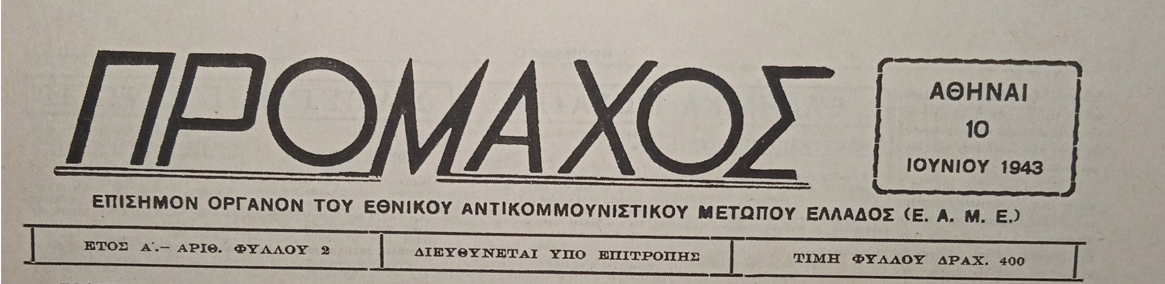 ΠΡΟΜΑΧΟΣ
ΑΘΗΝΑΙ
10
ΙΟΥΝΙΟΥ 1943
ΕΠΙΣΗΜΟΝ ΟΡΓΑΝΟΝ ΤΟΥ ΕΘΝΙΚΟΥ ΑΝΤΙΚΟΜΜΟΥΝΙΣΤΙΚΟΥ ΜΕΤΩΠΟΥ ΕΛΛΑΔΟΣ (Ε. Α. Μ. Ε.)
ΕΤΟΣ Α΄.— ΑΡΙΘ. ΦΥΛΛΟΥ 2
ΔΙΕΥΘΥΝΕΤΑΙ ΥΠΟ ΕΠΙΤΡΟΠΗΣ
ΤΙΜΗ ΦΥΛΛΟΥ ΔΡΑΧ. 400